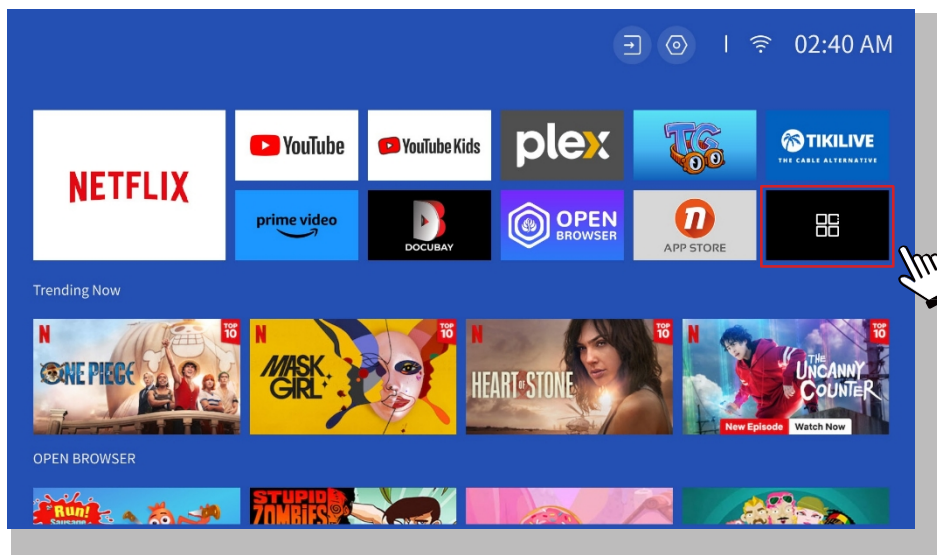 02:40 AM
NETFLIX
YouTube
YouTube Kids
plex
TG
TIKILIVE
THE CABLE ALTERNATIVE
prime video
DOCUBAY
OPEN
BROWSER
n
APP STORE
Trending Now
N
TOP
10
ONE PIECE
N
TOP
10
MASK
GIRL
N
TOP
10
HEART OF STONE
N
TOP
10
THE
UNCANNY
COUNTER
New Episode
Watch Now
OPEN BROWSER
Run!
Sausage
STUPID
ZOMBIES